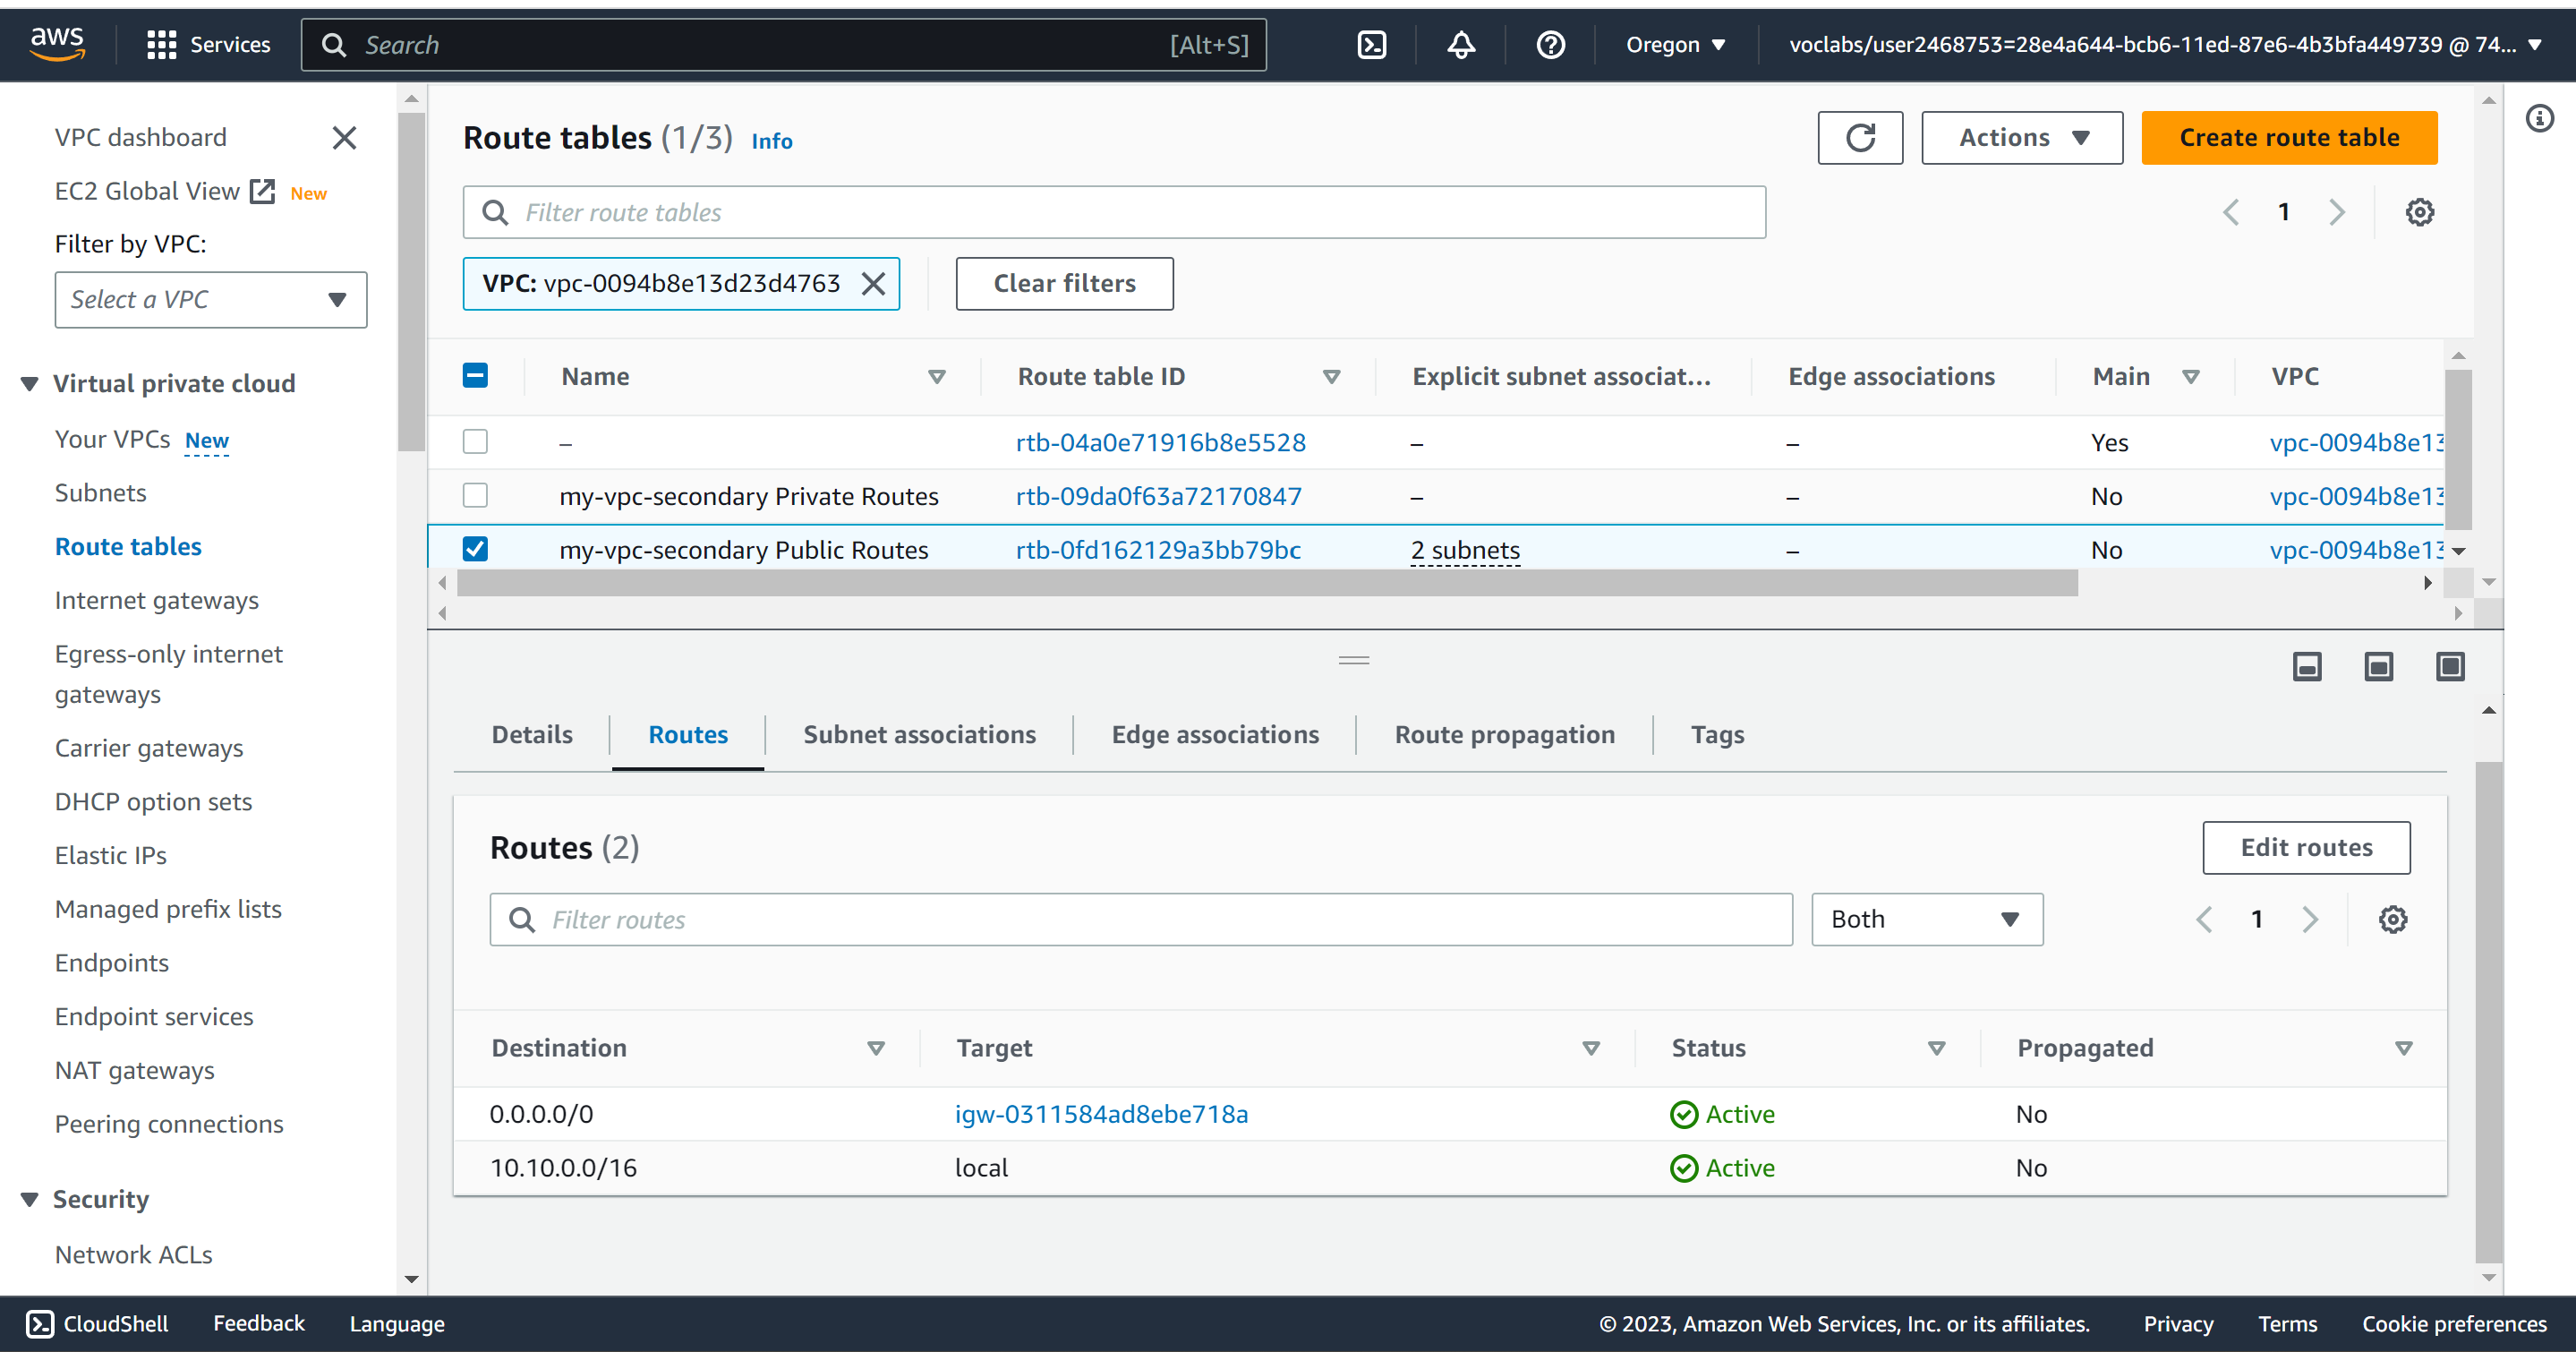 aws Services Search [Alt+S] Oregon voclabs/user2468753=28e4a644-bcb6-11ed-87e6-4b3bfa449739 @ 74...
VPC dashboard
EC2 Global View New
Filter by VPC:
Select a VPC
Virtual private cloud
Your VPCs New
Subnets
Route tables
Internet gateways
Egress-only internet
gateways
Carrier gateways
DHCP option sets
Elastic IPs
Managed prefix lists
Endpoints
Endpoint services
NAT gateways
Peering connections
Security
Network ACLs
Route tables (1/3) Info Actions Create route table
Filter route tables 1
VPC: vpc-0094b8e13d23d4763 Clear filters
Name Route table ID Explicit subnet associat... Edge associations Main VPC
– rtb-04a0e71916b8e5528 – – Yes vpc-0094b8e13
my-vpc-secondary Private Routes rtb-09da0f63a72170847 – – No vpc-0094b8e13
my-vpc-secondary Public Routes rtb-0fd162129a3bb79bc 2 subnets – No vpc-0094b8e13
Details Routes Subnet associations Edge associations Route propagation Tags
Routes (2) Edit routes
Filter routes Both 1
Destination Target Status Propagated
0.0.0.0/0 igw-0311584ad8ebe718a Active No
10.10.0.0/16 local Active No
CloudShell Feedback Language © 2023, Amazon Web Services, Inc. or its affiliates. Privacy Terms Cookie preferences